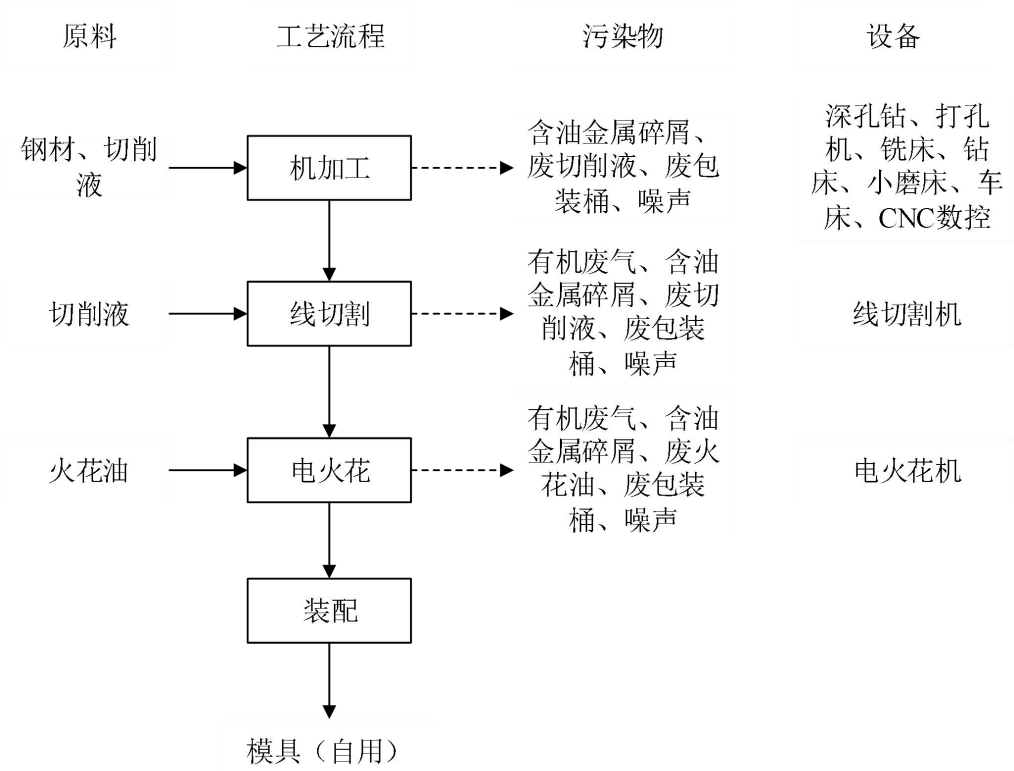 原料
工艺流程
污染物
设备
钢材、切削
液
机加工
含油金属碎屑、
废切削液、废包
装桶、噪声
深孔钻、打孔
机、铣床、钻
床、小磨床、车
床、CNC数控
切削液
线切割
有机废气、含油
金属碎屑、废切
削液、废包装
桶、噪声
线切割机
火花油
电火花
有机废气、含油
金属碎屑、废火
花油、废包装
桶、噪声
电火花机
装配
模具（自用）